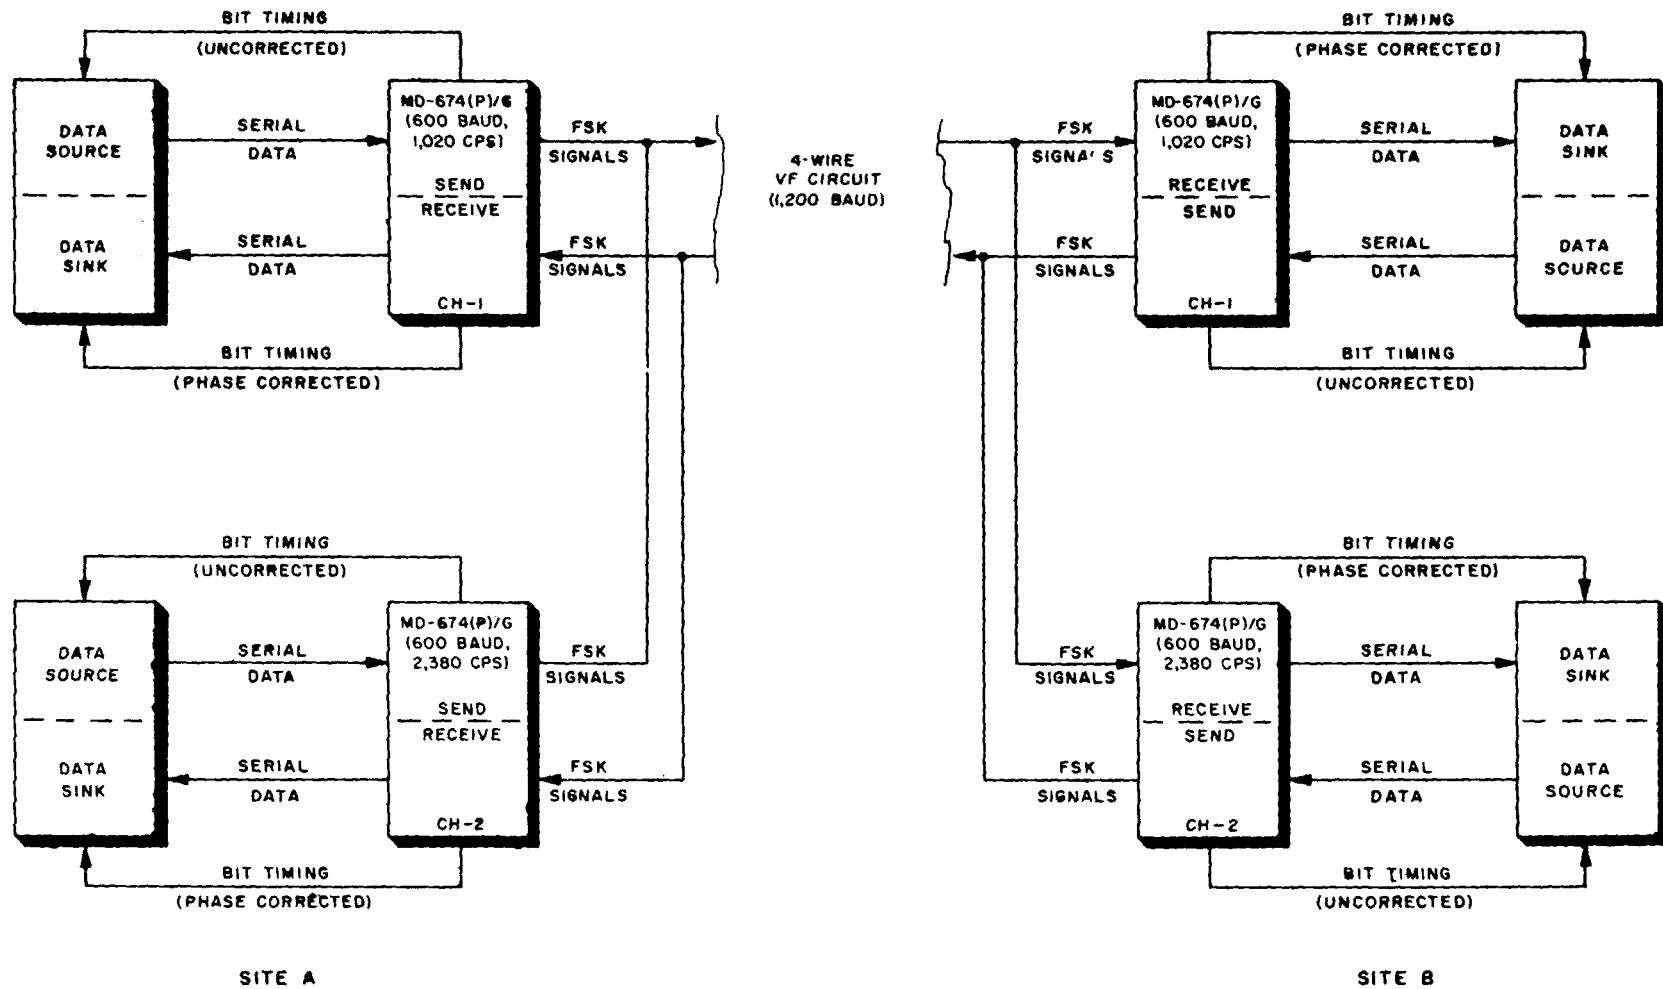 BIT TIMING
(UNCORRECTED)
DATA
SOURCE
DATA
SINK
SERIAL
DATA
SERIAL
DATA
MD-674(P)/G
(600 BAUD,
1,020 CPS)
SEND
RECEIVE
CH-1
FSK
SIGNALS
FSK
SIGNALS
BIT TIMING
(PHASE CORRECTED)
4-WIRE
VF CIRCUIT
(1,200 BAUD)
BIT TIMING
(PHASE CORRECTED)
FSK
SIGNALS
FSK
SIGNALS
MD-674(P)/G
(600 BAUD,
1,020 CPS)
RECEIVE
SEND
CH-1
SERIAL
DATA
SERIAL
DATA
DATA
SINK
DATA
SOURCE
BIT TIMING
(UNCORRECTED)
BIT TIMING
(UNCORRECTED)
DATA
SOURCE
DATA
SINK
SERIAL
DATA
SERIAL
DATA
MD-674(P)/G
(600 BAUD,
2,380 CPS)
SEND
RECEIVE
CH-2
FSK
SIGNALS
FSK
SIGNALS
BIT TIMING
(PHASE CORRECTED)
BIT TIMING
(PHASE CORRECTED)
FSK
SIGNALS
FSK
SIGNALS
MD-674(P)/G
(600 BAUD,
2,380 CPS)
RECEIVE
SEND
CH-2
SERIAL
DATA
SERIAL
DATA
DATA
SINK
DATA
SOURCE
BIT TIMING
(UNCORRECTED)
SITE A
SITE B